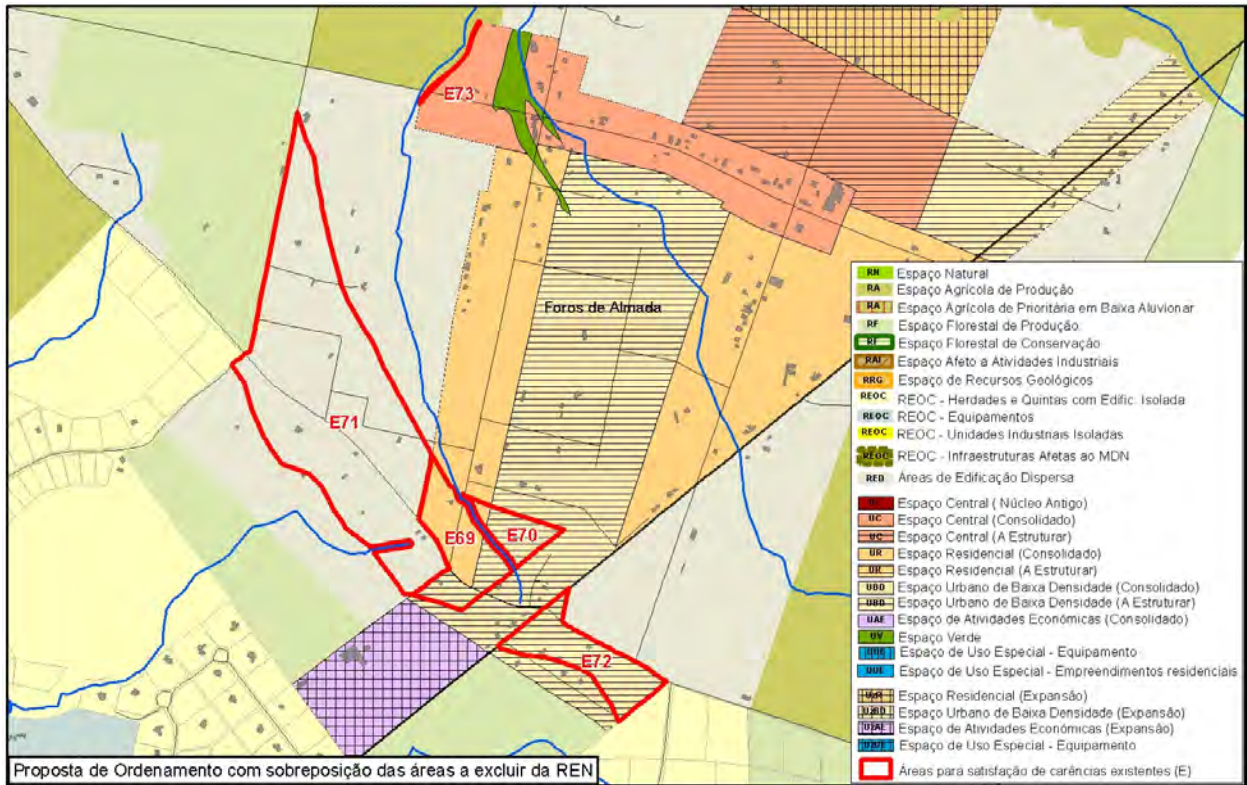 E73
Foros de Almada
E71
E69
E70
E72
RN Espaço Natural
RA Espaço Agrícola de Produção
RA Espaço Agrícola de Prioritária em Baixa Aluvionar
RF Espaço Florestal de Produção
RF Espaço Florestal de Conservação
RAI Espaço Afeto a Atividades Industriais
RRG Espaço de Recursos Geológicos
REOC REOC - Herdades e Quintas com Edific. Isolada
REOC REOC - Equipamentos
REOC REOC - Unidades Industriais Isoladas
REOC REOC - Infraestruturas Afetas ao MDN
RED Áreas de Edificação Dispersa
Espaço Central ( Núcleo Antigo)
UC Espaço Central (Consolidado)
UC Espaço Central (A Estruturar)
UR Espaço Residencial (Consolidado)
UR Espaço Residencial (A Estruturar)
UBD Espaço Urbano de Baixa Densidade (Consolidado)
UBD Espaço Urbano de Baixa Densidade (A Estruturar)
UAE Espaço de Atividades Económicas (Consolidado)
UV Espaço Verde
UUE Espaço de Uso Especial - Equipamento
UUE Espaço de Uso Especial - Empreendimentos residenciais
Espaço Residencial (Expansão)
Espaço Urbano de Baixa Densidade (Expansão)
Espaço de Atividades Económicas (Expansão)
Espaço de Uso Especial - Equipamento
Áreas para satisfação de carências existentes (E)
Proposta de Ordenamento com sobreposição das áreas a excluir da REN